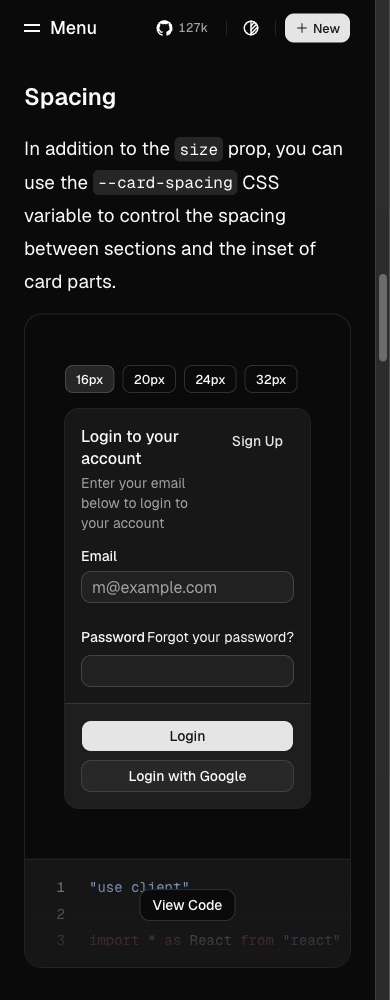 Menu 127k + New
Spacing
In addition to the size prop, you can
use the --card-spacing CSS
variable to control the spacing
between sections and the inset of
card parts.
16px 20px 24px 32px
Login to your
account
Sign Up
Enter your email
below to login to
your account
Email
m@example.com
Password Forgot your password?
Login
Login with Google
1 "use client"
2
View Code
3 import * as React from "react"